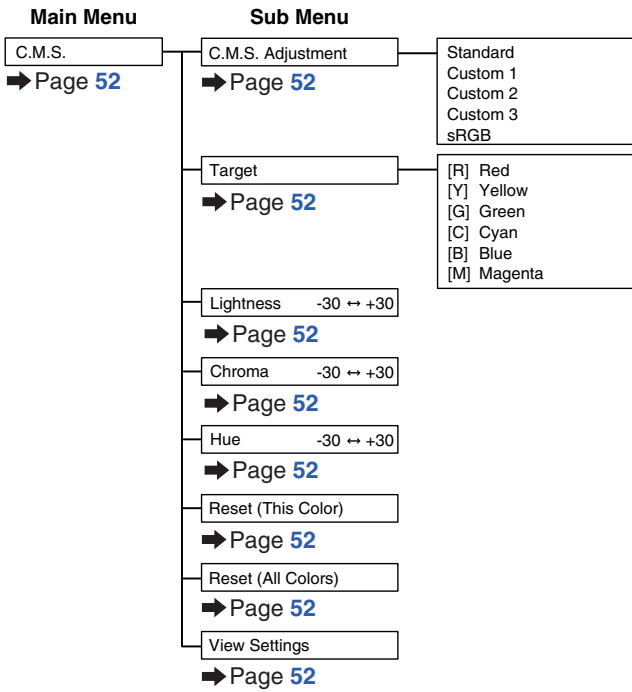 Main Menu
Sub Menu
C.M.S.
➡ Page 52
C.M.S. Adjustment
➡ Page 52
Standard
Custom 1
Custom 2
Custom 3
sRGB
Target
➡ Page 52
[R] Red
[Y] Yellow
[G] Green
[C] Cyan
[B] Blue
[M] Magenta
Lightness -30 ↔ +30
➡ Page 52
Chroma -30 ↔ +30
➡ Page 52
Hue -30 ↔ +30
➡ Page 52
Reset (This Color)
➡ Page 52
Reset (All Colors)
➡ Page 52
View Settings
➡ Page 52